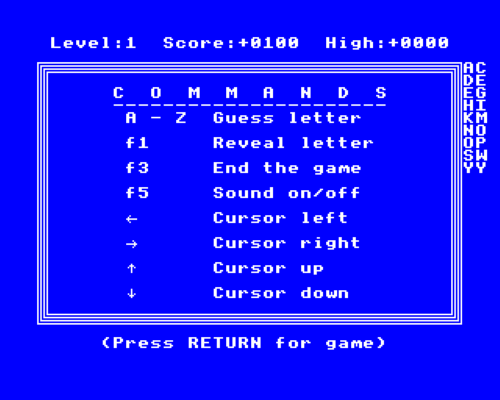 Level:1 Score:+0100 High:+0000
C O M M A N D S
A - Z Guess letter
f1 Reveal letter
f3 End the game
f5 Sound on/off
← Cursor left
→ Cursor right
↑ Cursor up
↓ Cursor down
(Press RETURN for game)
AC
DE
EG
HI
KM
NO
OP
SW
YY